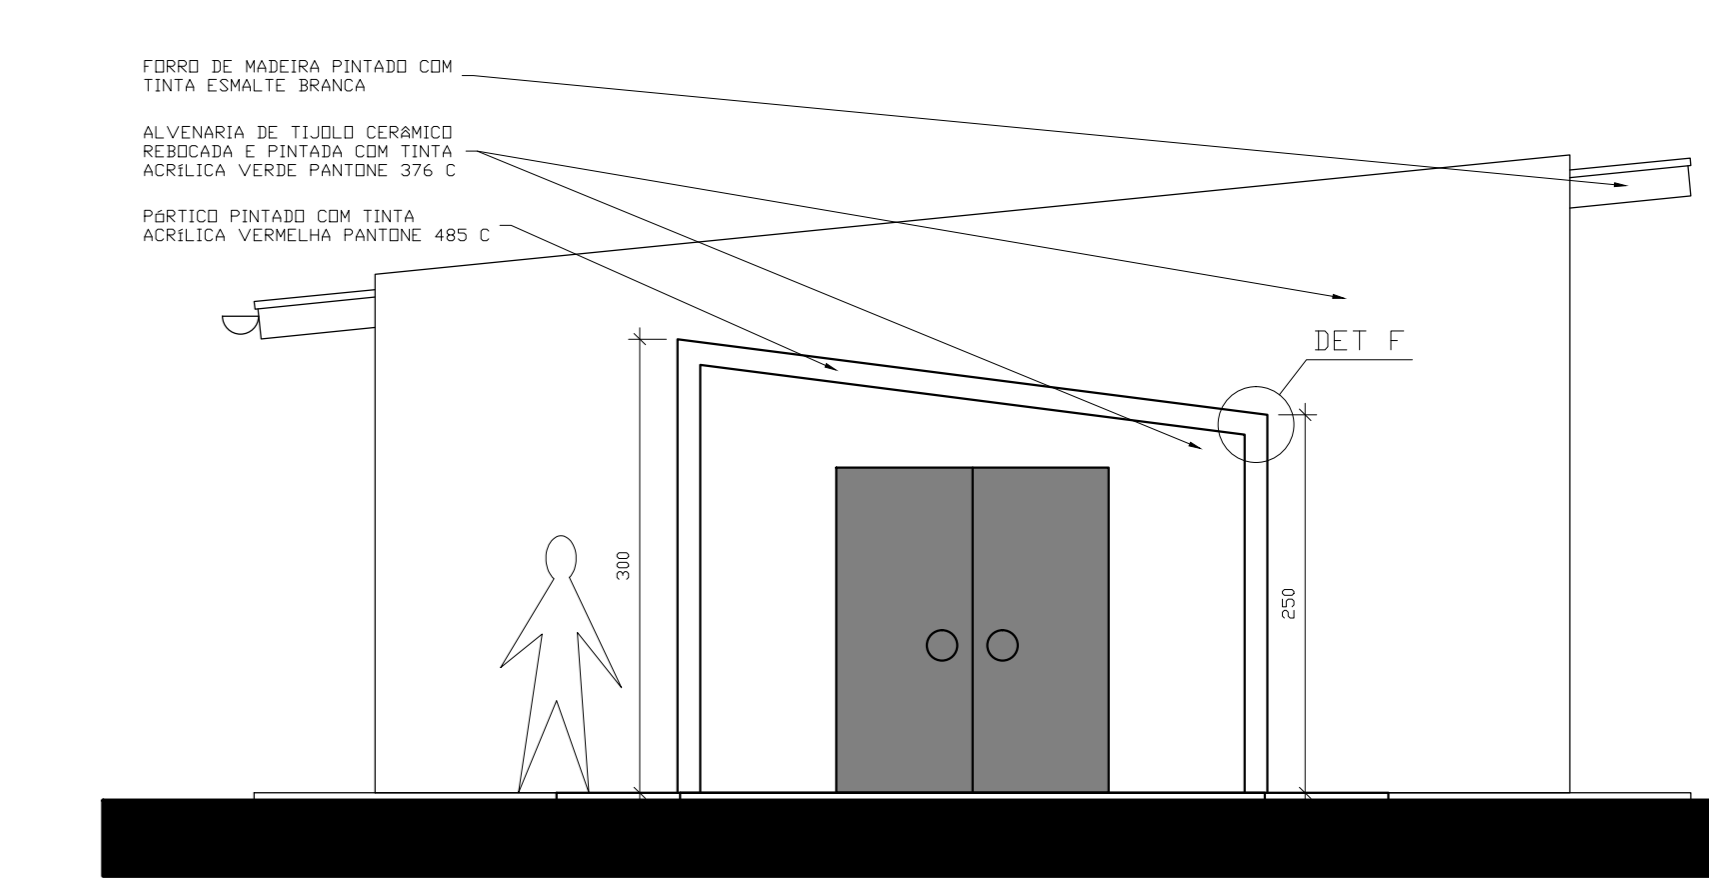 FORRO DE MADEIRA PINTADO COM
TINTA ESMALTE BRANCA
ALVENARIA DE TIJOLO CERÂMICO
REBOCADA E PINTADA COM TINTA
ACRÍLICA VERDE PANTONE 376 C
PÓRTICO PINTADO COM TINTA
ACRÍLICA VERMELHA PANTONE 485 C
DET F
300
250